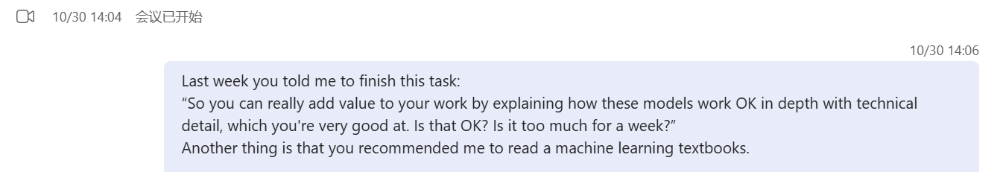 10/30 14:04 会议已开始
10/30 14:06
Last week you told me to finish this task:
“So you can really add value to your work by explaining how these models work OK in depth with technical
detail, which you're very good at. Is that OK? Is it too much for a week?”
Another thing is that you recommended me to read a machine learning textbooks.